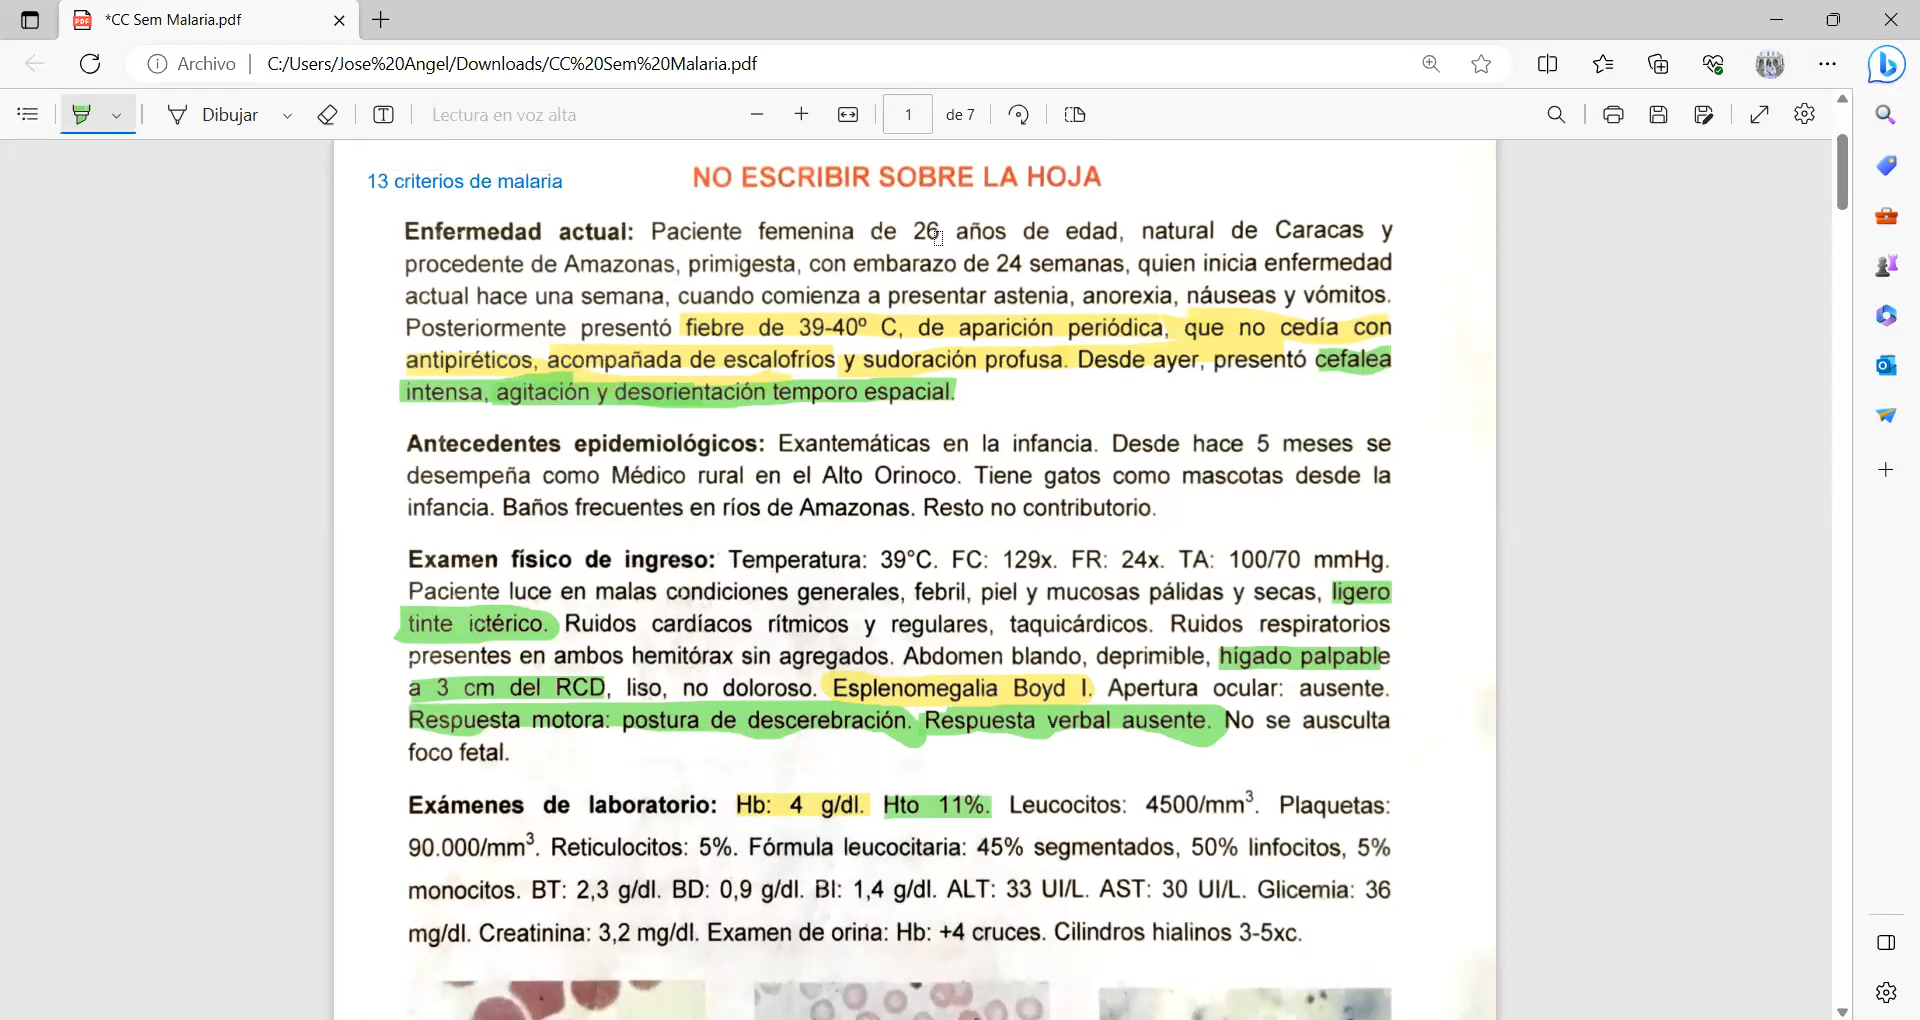 *CC Sem Malaria.pdf
Archivo
C:/Users/Jose%20Angel/Downloads/CC%20Sem%20Malaria.pdf
Dibujar
Lectura en voz alta
1 de 7
13 criterios de malaria
NO ESCRIBIR SOBRE LA HOJA
Enfermedad actual: Paciente femenina de 26 años de edad, natural de Caracas y
procedente de Amazonas, primigesta, con embarazo de 24 semanas, quien inicia enfermedad
actual hace una semana, cuando comienza a presentar astenia, anorexia, náuseas y vómitos.
Posteriormente presentó fiebre de 39-40º C, de aparición periódica, que no cedía con
antipiréticos, acompañada de escalofríos y sudoración profusa. Desde ayer, presentó cefalea
intensa, agitación y desorientación temporo espacial.
Antecedentes epidemiológicos: Exantemáticas en la infancia. Desde hace 5 meses se
desempeña como Médico rural en el Alto Orinoco. Tiene gatos como mascotas desde la
infancia. Baños frecuentes en ríos de Amazonas. Resto no contributorio.
Examen físico de ingreso: Temperatura: 39°C. FC: 129x. FR: 24x. TA: 100/70 mmHg.
Paciente luce en malas condiciones generales, febril, piel y mucosas pálidas y secas, ligero
tinte ictérico. Ruidos cardíacos rítmicos y regulares, taquicárdicos. Ruidos respiratorios
presentes en ambos hemitórax sin agregados. Abdomen blando, deprimible, hígado palpable
a 3 cm del RCD, liso, no doloroso. Esplenomegalia Boyd I. Apertura ocular: ausente.
Respuesta motora: postura de descerebración. Respuesta verbal ausente. No se ausculta
foco fetal.
Exámenes de laboratorio: Hb: 4 g/dl. Hto 11%. Leucocitos: 4500/mm³. Plaquetas:
90.000/mm³. Reticulocitos: 5%. Fórmula leucocitaria: 45% segmentados, 50% linfocitos, 5%
monocitos. BT: 2,3 g/dl. BD: 0,9 g/dl. BI: 1,4 g/dl. ALT: 33 UI/L. AST: 30 UI/L. Glicemia: 36
mg/dl. Creatinina: 3,2 mg/dl. Examen de orina: Hb: +4 cruces. Cilindros hialinos 3-5xc.